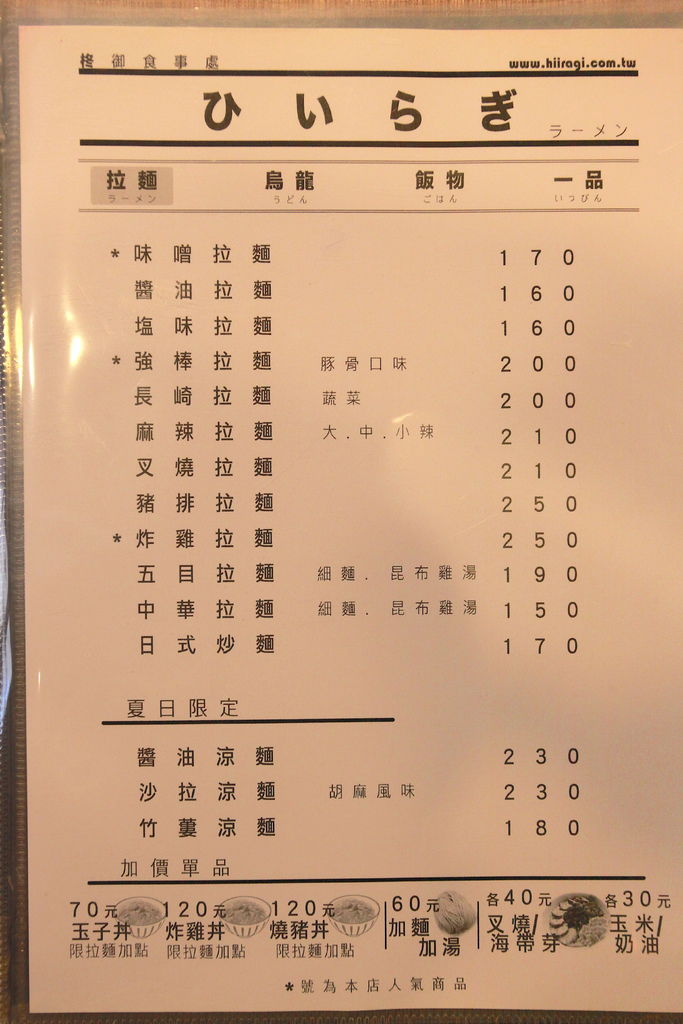 柊 御食事處 www.hiiragi.com.tw
ひいらぎ ラーメン
拉麵 烏龍 飯物 一品
ラーメン うどん ごはん いっぴん
* 味噌拉麵 170
醬油拉麵 160
塩味拉麵 160
* 強棒拉麵 豚骨口味 200
長崎拉麵 蔬菜 200
麻辣拉麵 大.中.小辣 210
叉燒拉麵 210
豬排拉麵 250
* 炸雞拉麵 250
五目拉麵 細麵. 昆布雞湯 190
中華拉麵 細麵. 昆布雞湯 150
日式炒麵 170
夏日限定
醬油涼麵 230
沙拉涼麵 胡麻風味 230
竹蔞涼麵 180
加價單品
70元 120元 120元 60元 各40元 各30元
玉子丼 炸雞丼 燒豬丼 加麵 叉燒/ 玉米/
限拉麵加點 限拉麵加點 限拉麵加點 加湯 海帶芽 奶油
*號為本店人氣商品